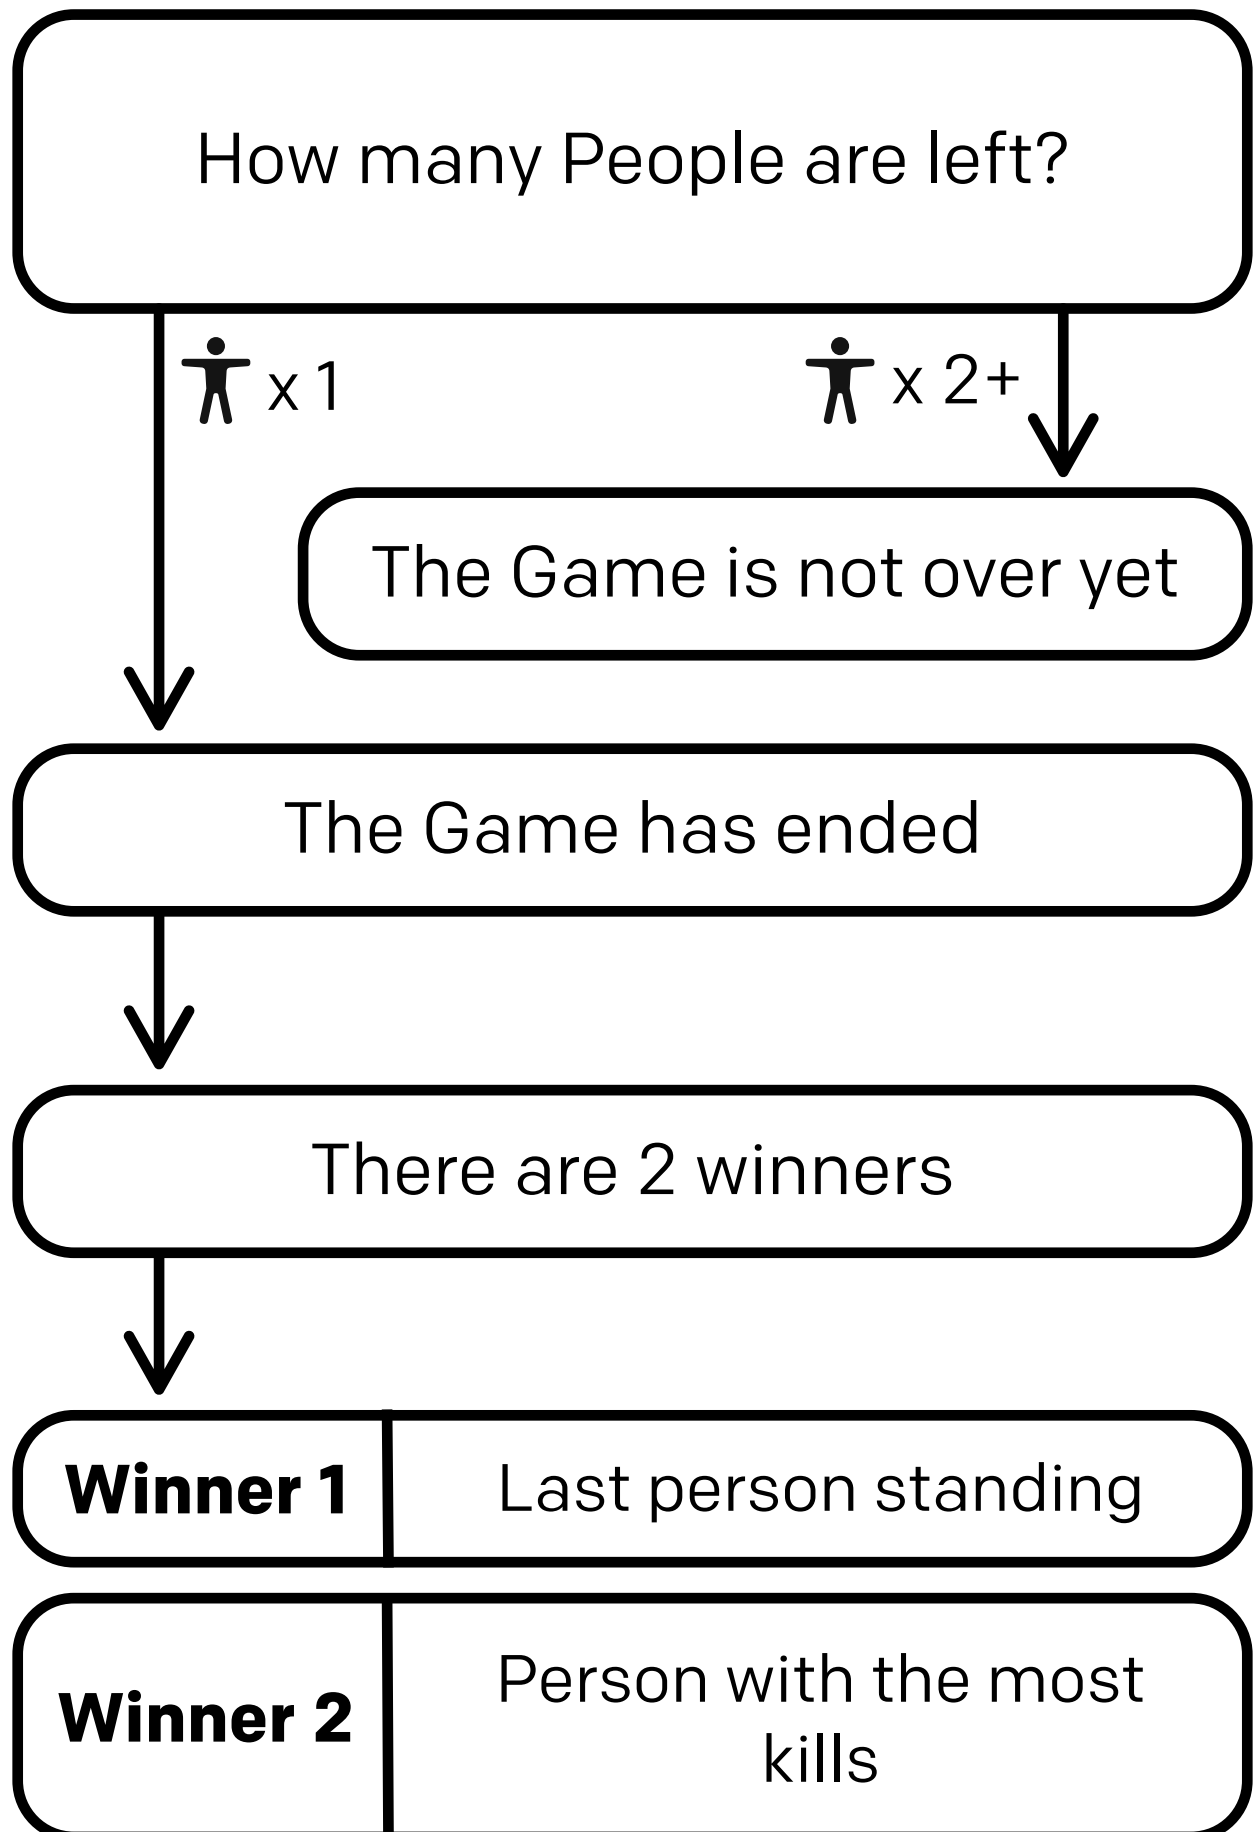 How many People are left?
x 1
x 2+
The Game is not over yet
The Game has ended
There are 2 winners
Winner 1
Last person standing
Winner 2
Person with the most
kills